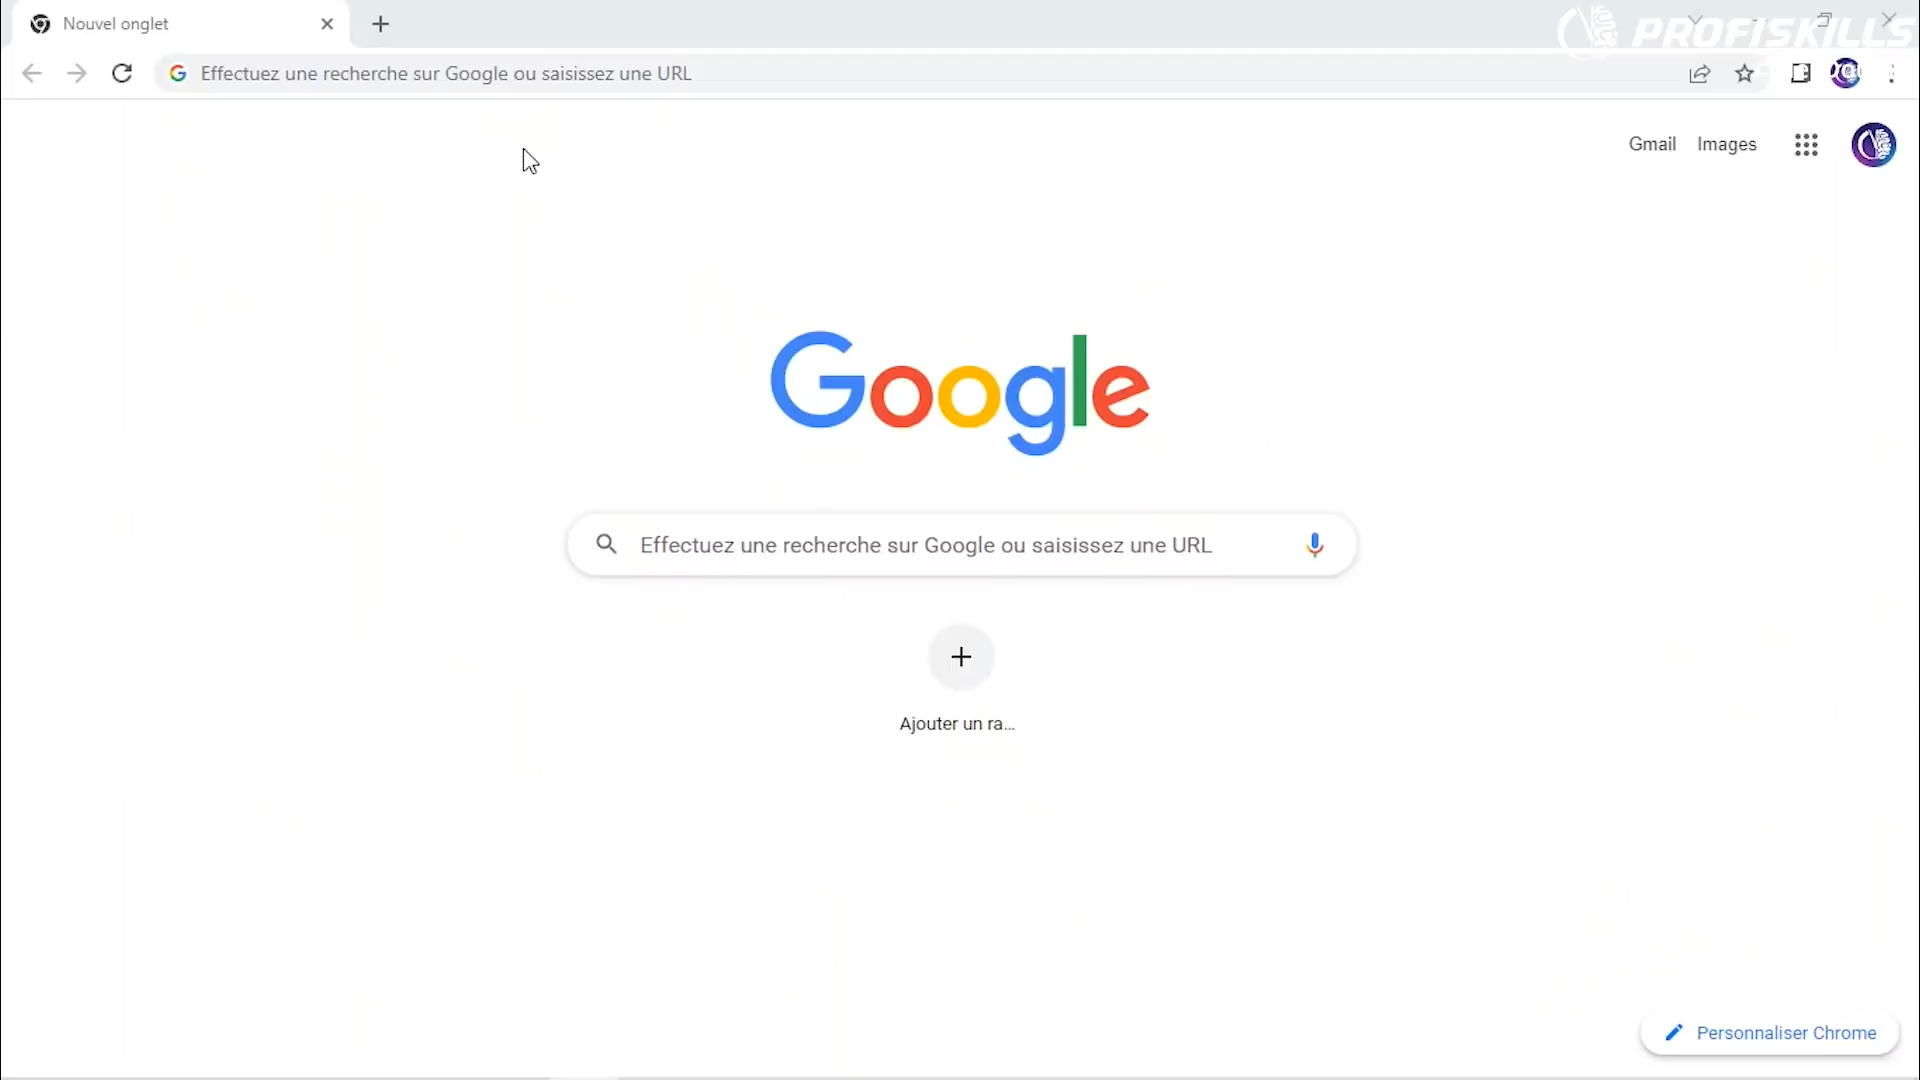 Nouvel onglet
PROFISKILLS
Effectuez une recherche sur Google ou saisissez une URL
Gmail Images
Google
Effectuez une recherche sur Google ou saisissez une URL
Ajouter un ra...
Personnaliser Chrome